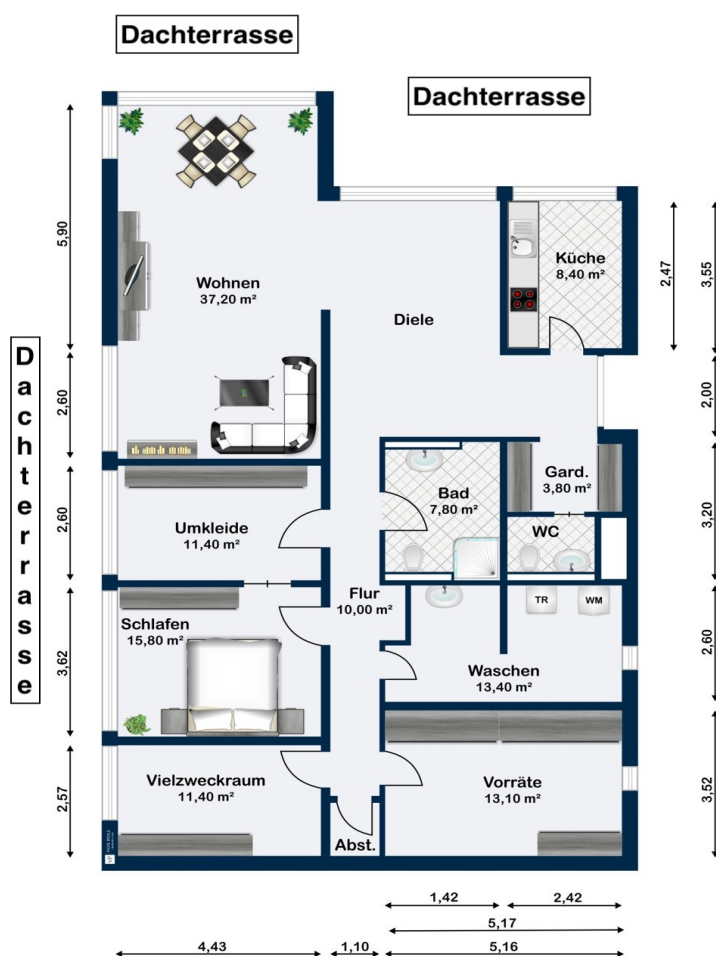 Dachterrasse
Dachterrasse
Dachterrasse
5,90
2,60
2,60
3,62
2,57
Wohnen
37,20 m²
Diele
Küche
8,40 m²
2,47
3,55
2,00
3,20
2,60
3,52
Umkleide
11,40 m²
Bad
7,80 m²
Gard.
3,80 m²
WC
Schlafen
15,80 m²
Flur
10,00 m²
TR
WM
Waschen
13,40 m²
Vielzweckraum
11,40 m²
Abst.
Vorräte
13,10 m²
1,42
2,42
5,17
4,43
1,10
5,16